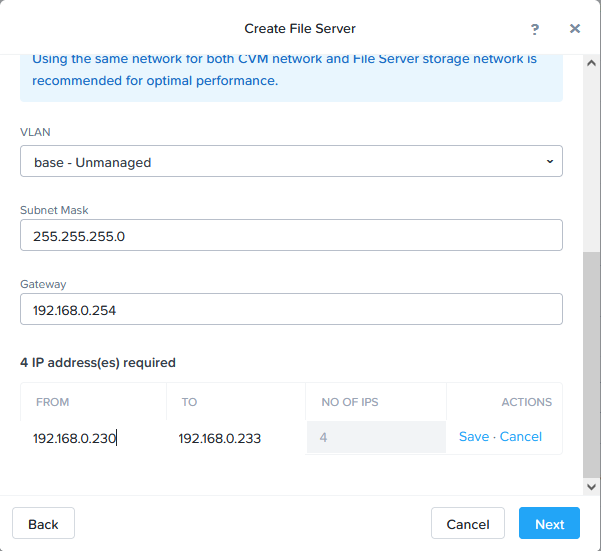 Create File Server
?
Using the same network for both CVM network and File Server storage network is
recommended for optimal performance.
VLAN
base - Unmanaged
Subnet Mask
255.255.255.0
Gateway
192.168.0.254
4 IP address(es) required
FROM TO NO OF IPS ACTIONS
192.168.0.230 192.168.0.233 4 Save · Cancel
Back Cancel Next